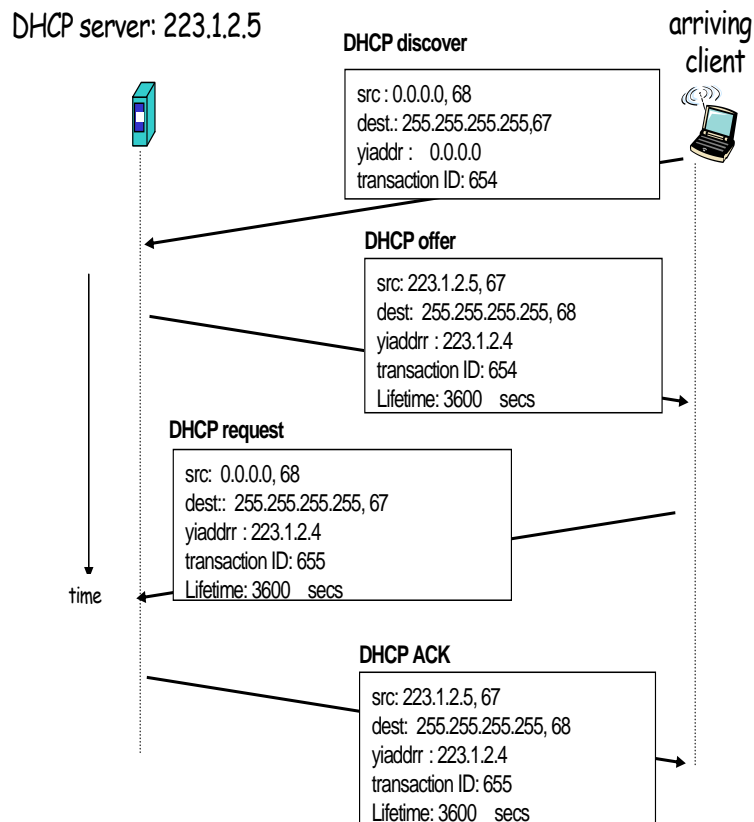 DHCP server: 223.1.2.5
arriving
client
DHCP discover
src : 0.0.0.0, 68
dest.: 255.255.255.255,67
yiaddr : 0.0.0.0
transaction ID: 654
DHCP offer
src: 223.1.2.5, 67
dest: 255.255.255.255, 68
yiaddrr : 223.1.2.4
transaction ID: 654
Lifetime: 3600 secs
DHCP request
src: 0.0.0.0, 68
dest:: 255.255.255.255, 67
yiaddrr : 223.1.2.4
transaction ID: 655
Lifetime: 3600 secs
time
DHCP ACK
src: 223.1.2.5, 67
dest: 255.255.255.255, 68
yiaddrr : 223.1.2.4
transaction ID: 655
Lifetime: 3600 secs